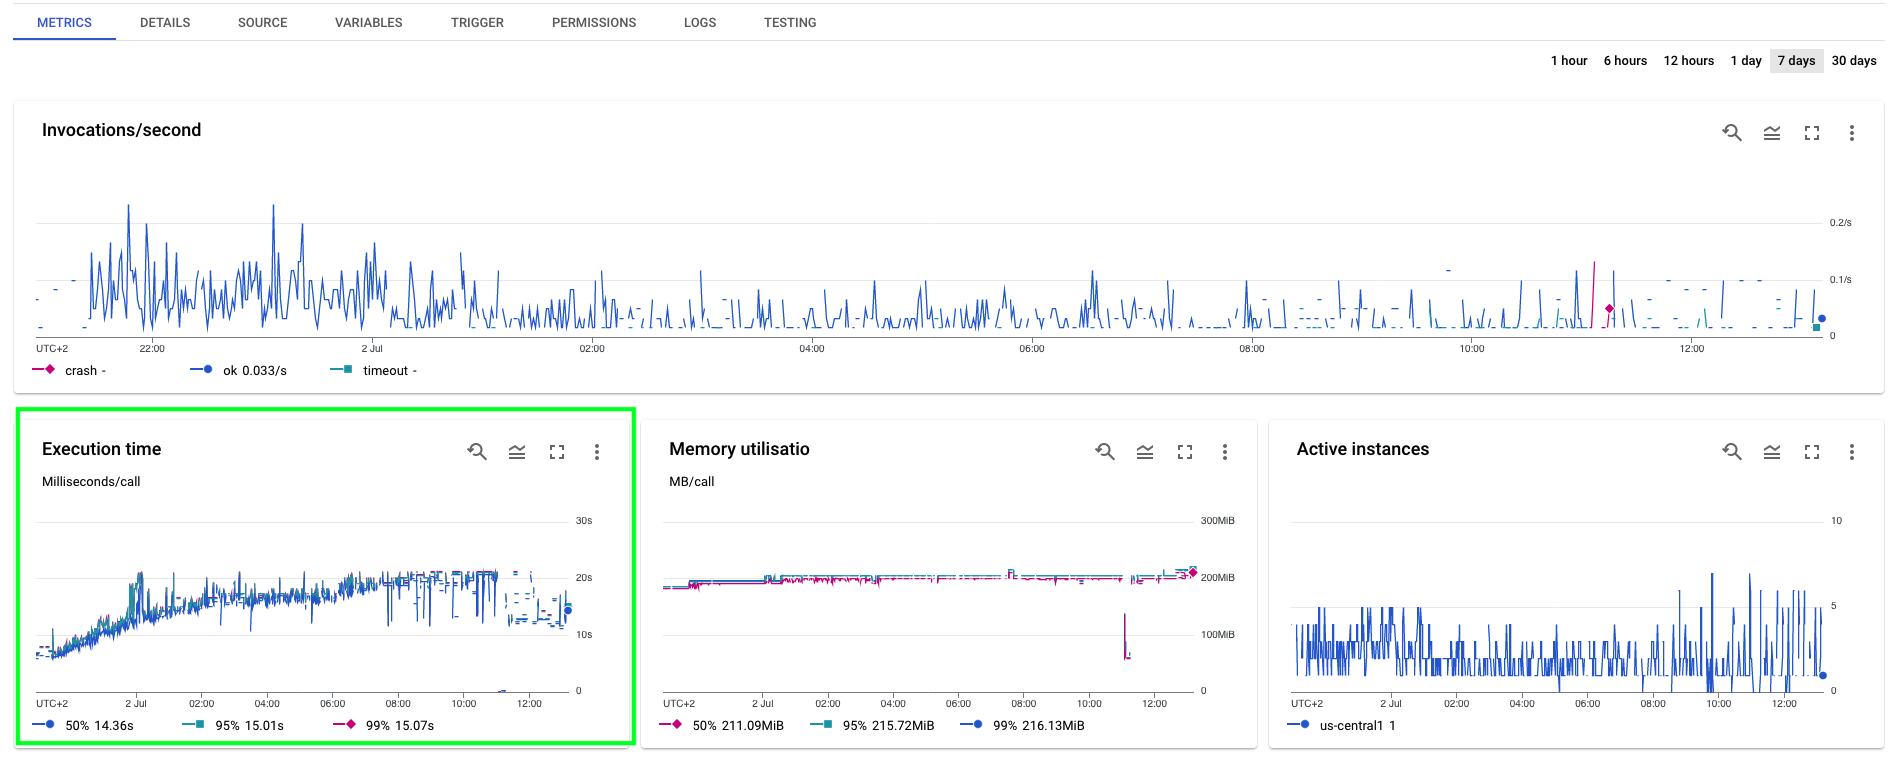 METRICS DETAILS SOURCE VARIABLES TRIGGER PERMISSIONS LOGS TESTING
1 hour 6 hours 12 hours 1 day 7 days 30 days
Invocations/second
0.2/s
0.1/s
0
UTC+2 22:00 2 Jul 02:00 04:00 06:00 08:00 10:00 12:00
crash - ok 0.033/s timeout -
Execution time
Milliseconds/call
30s
20s
10s
0
UTC+2 2 Jul 02:00 04:00 06:00 08:00 10:00 12:00
50% 14.36s 95% 15.01s 99% 15.07s
Memory utilisatio
MB/call
300MiB
200MiB
100MiB
0
UTC+2 2 Jul 02:00 04:00 06:00 08:00 10:00 12:00
50% 211.09MiB 95% 215.72MiB 99% 216.13MiB
Active instances
10
5
0
UTC+2 2 Jul 02:00 04:00 06:00 08:00 10:00 12:00
us-central1 1